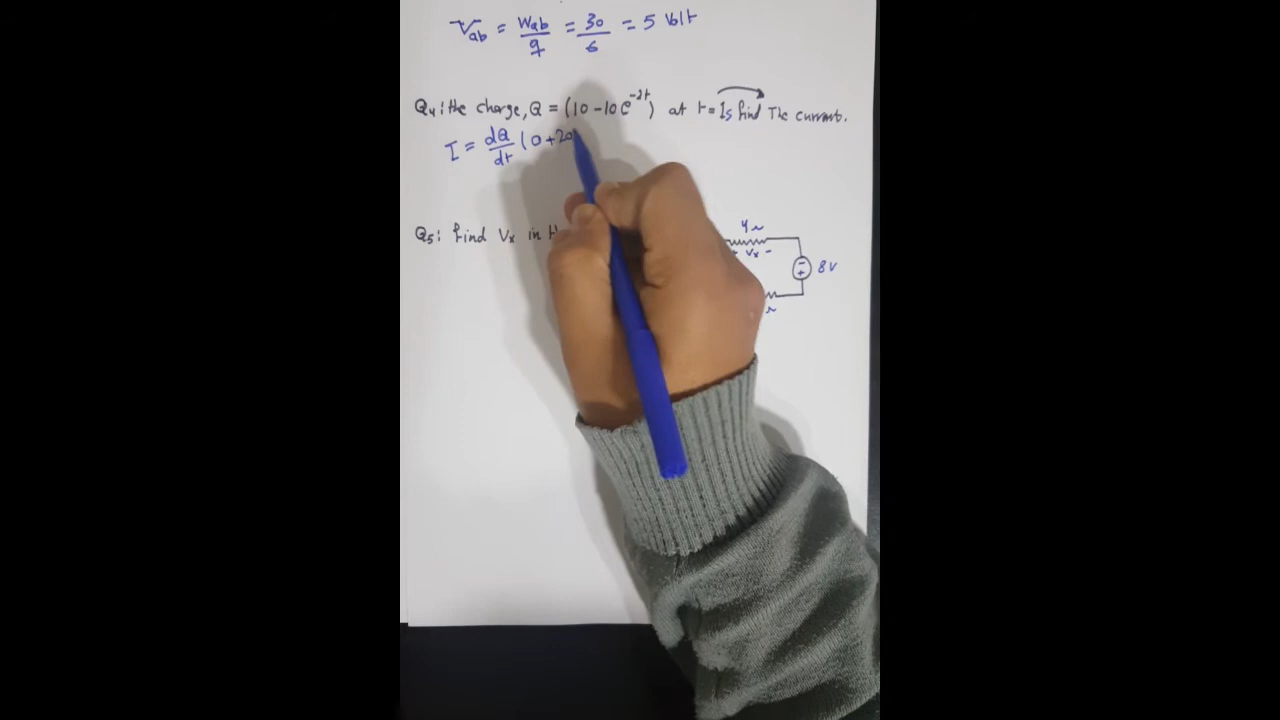 Vab = Wab/q = 30/6 = 5 Volt
Q4: the charge, Q = (10 - 10e^-2t) at t = 1s find The current.
I = dQ/dt (0 + 20
Q5: find Vx in
4Ω
Vx -
- +
8V
Ω